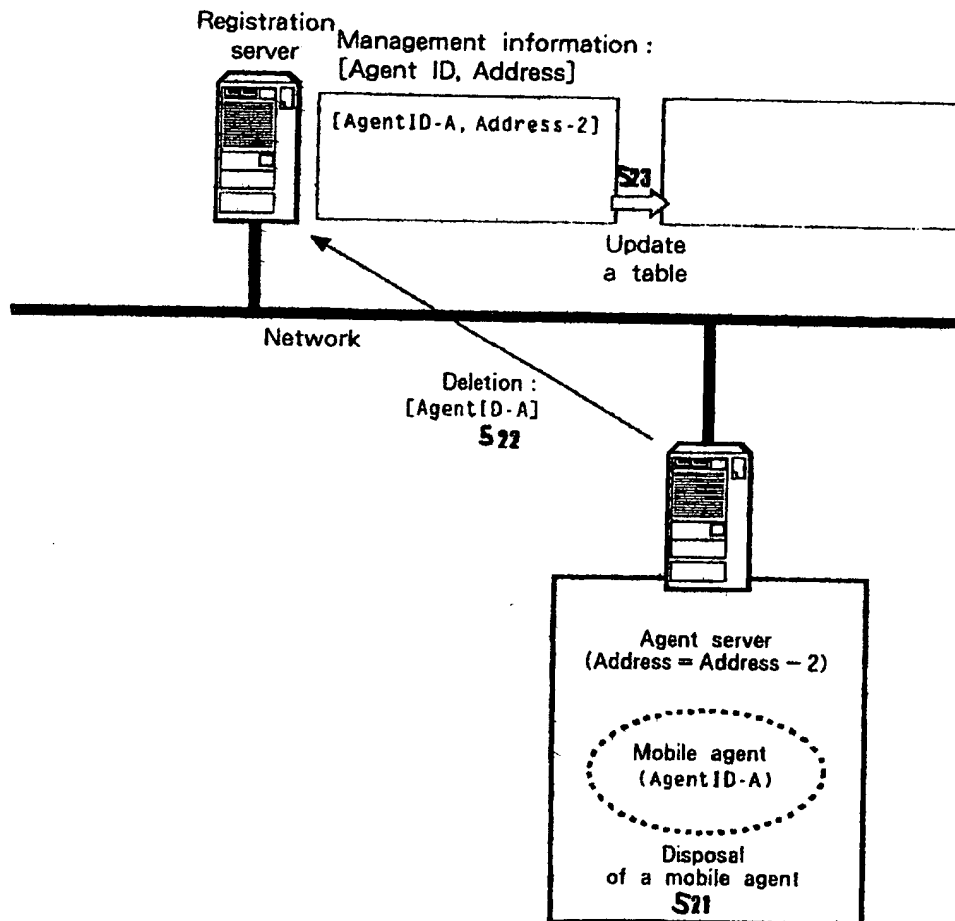 Registration
server
Management information :
[Agent ID, Address]
[AgentID-A, Address-2]
S23
Update
a table
Network
Deletion :
[AgentID-A]
S22
Agent server
(Address = Address – 2)
Mobile agent
(AgentID-A)
Disposal
of a mobile agent
S21